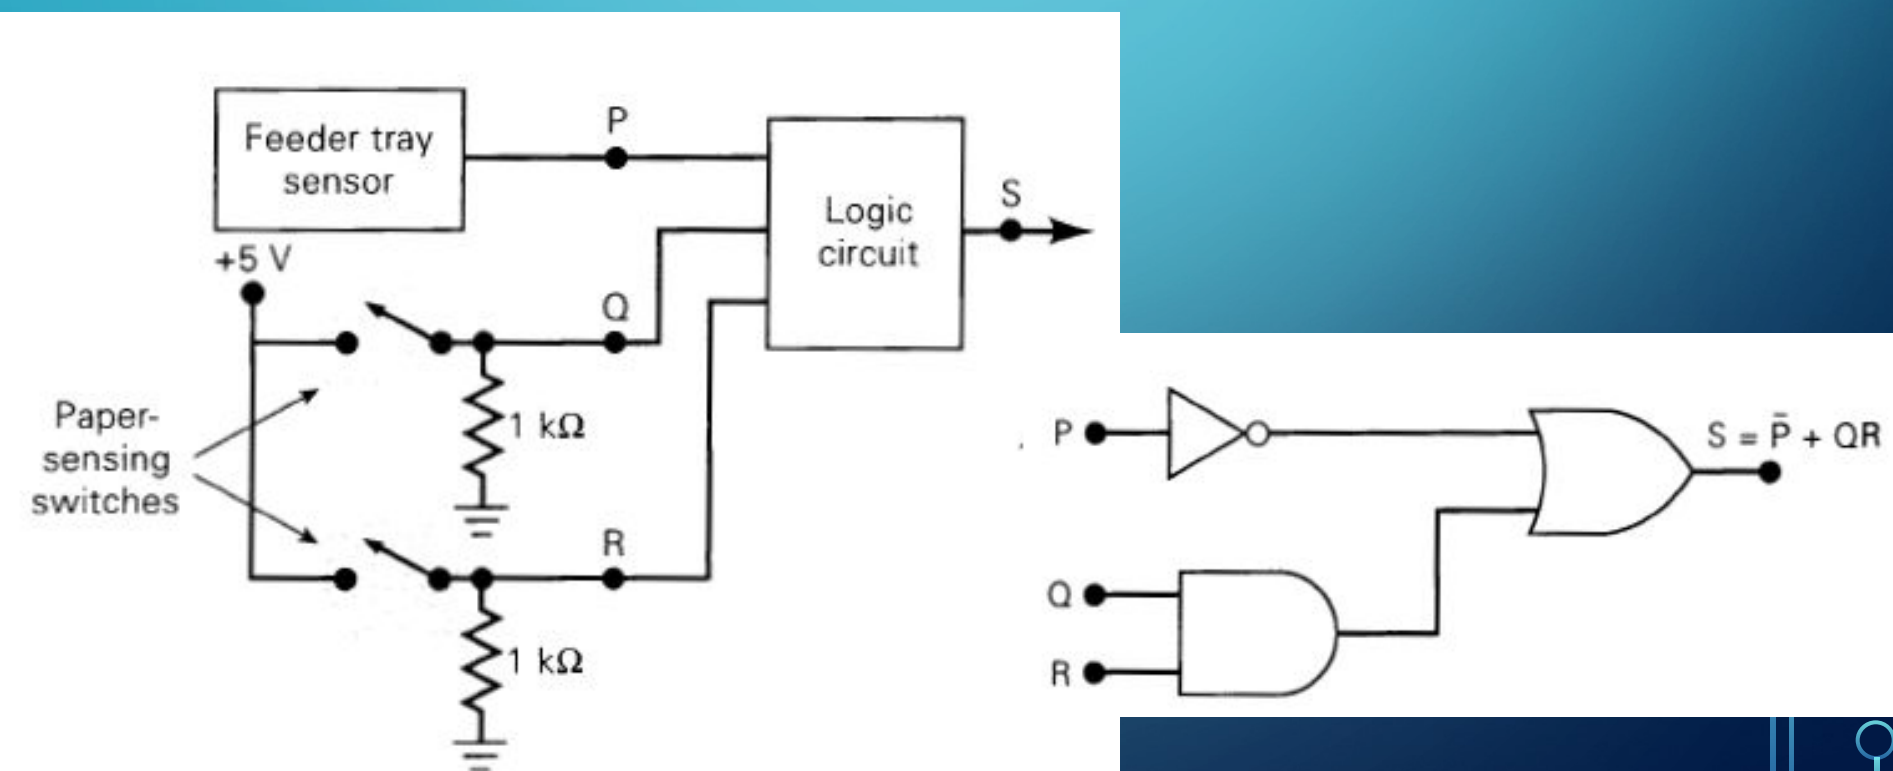 Feeder tray
sensor
P
Logic
circuit
S
+5 V
Q
1 kΩ
Paper-
sensing
switches
R
1 kΩ
P
S = P̄ + QR
Q
R